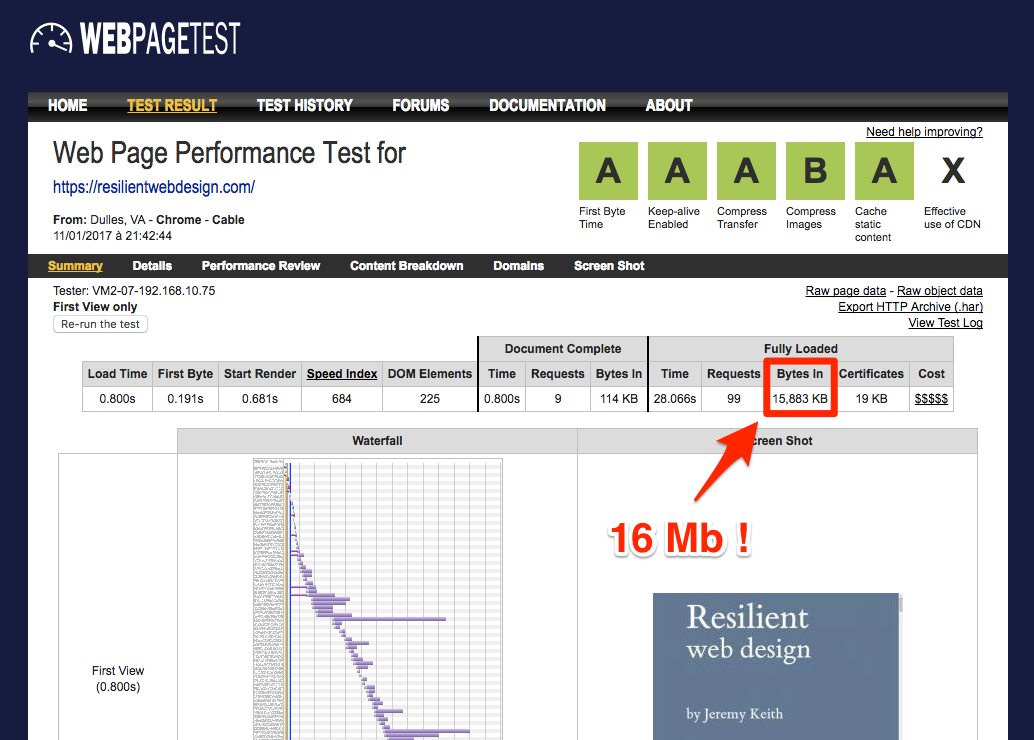 WEBPAGETEST
HOME TEST RESULT TEST HISTORY FORUMS DOCUMENTATION ABOUT
Need help improving?
Web Page Performance Test for
https://resilientwebdesign.com/
From: Dulles, VA - Chrome - Cable
11/01/2017 à 21:42:44
A A A B A X
First Byte Time
Keep-alive Enabled
Compress Transfer
Compress Images
Cache static content
Effective use of CDN
Summary Details Performance Review Content Breakdown Domains Screen Shot
Tester: VM2-07-192.168.10.75
First View only
Re-run the test
Raw page data - Raw object data
Export HTTP Archive (.har)
View Test Log
Document Complete Fully Loaded
Load Time First Byte Start Render Speed Index DOM Elements Time Requests Bytes In Time Requests Bytes In Certificates Cost
0.800s 0.191s 0.681s 684 225 0.800s 9 114 KB 28.066s 99 15,883 KB 19 KB $$$$$
Waterfall creen Shot
16 Mb !
First View
(0.800s)
Resilient
web design
by Jeremy Keith